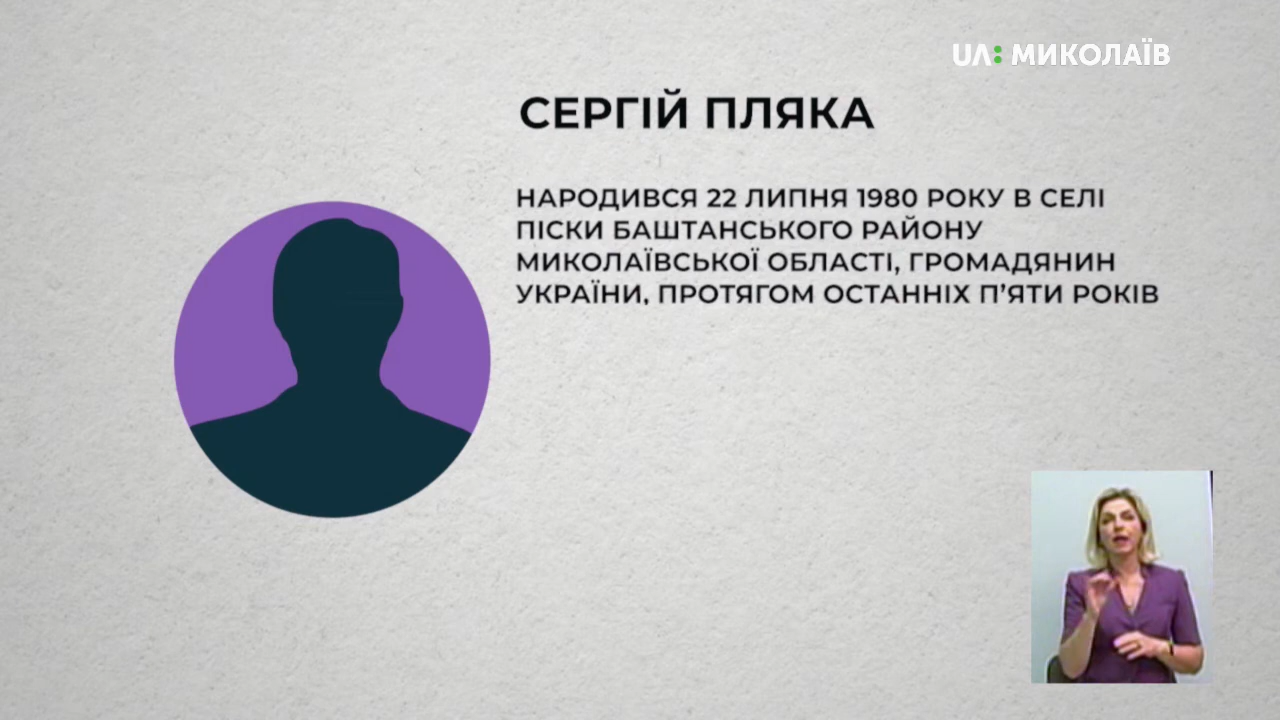 UA: МИКОЛАЇВ
СЕРГІЙ ПЛЯКА
НАРОДИВСЯ 22 ЛИПНЯ 1980 РОКУ В СЕЛІ
ПІСКИ БАШТАНСЬКОГО РАЙОНУ
МИКОЛАЇВСЬКОЇ ОБЛАСТІ, ГРОМАДЯНИН
УКРАЇНИ, ПРОТЯГОМ ОСТАННІХ П’ЯТИ РОКІВ